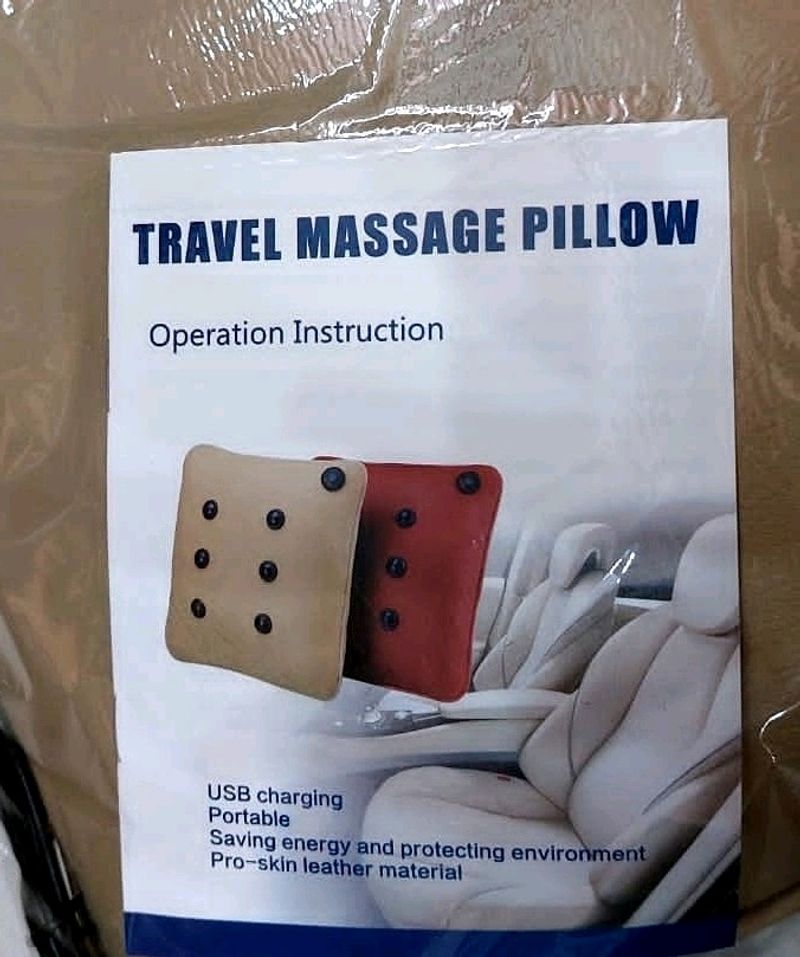 TRAVEL MASSAGE PILLOW
Operation Instruction
USB charging
Portable
Saving energy and protecting environment
Pro-skin leather material